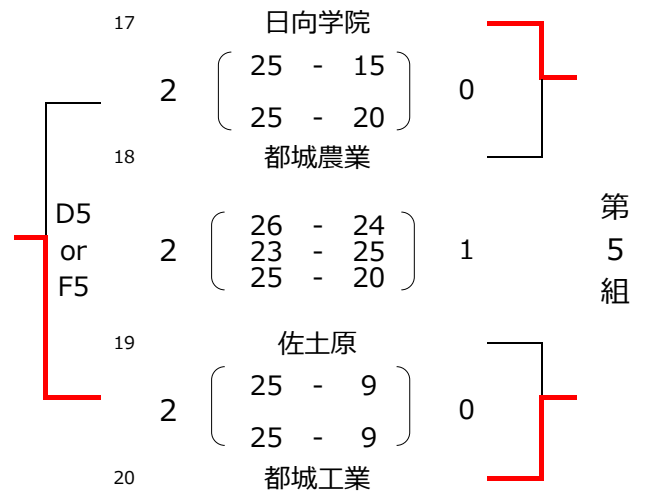 17 日向学院
2 25 - 15 0
25 - 20
18 都城農業
D5
or
F5
2 26 - 24 1
23 - 25
25 - 20
第
5
組
19 佐土原
2 25 - 9 0
25 - 9
20 都城工業